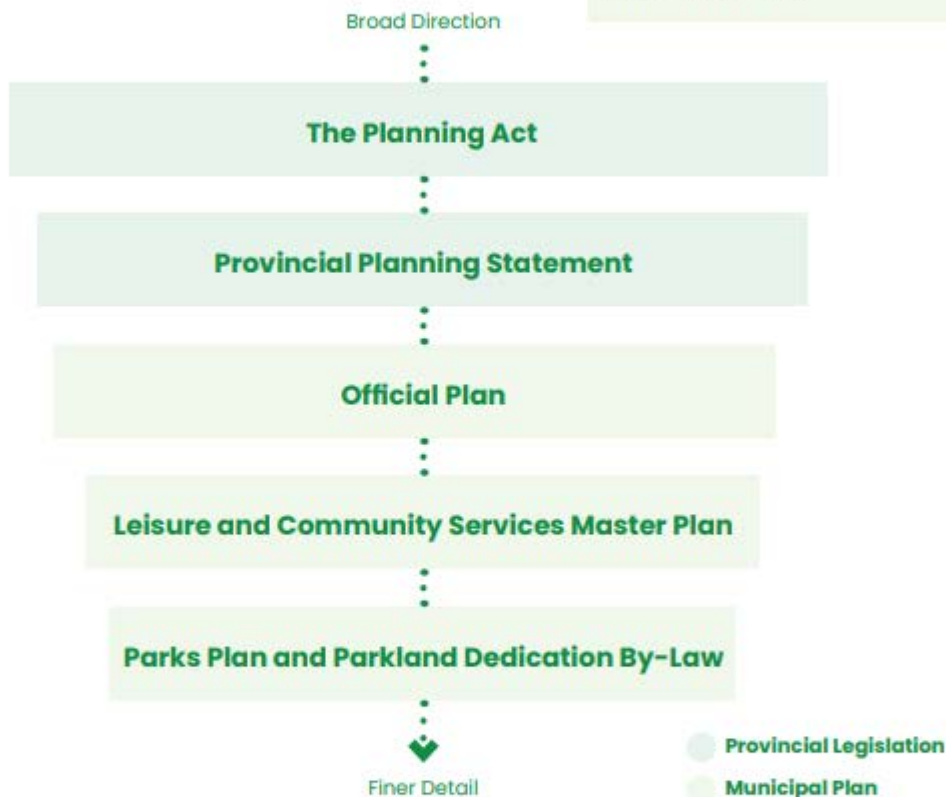 Broad Direction
The Planning Act
Provincial Planning Statement
Official Plan
Leisure and Community Services Master Plan
Parks Plan and Parkland Dedication By-Law
Finer Detail
Provincial Legislation
Municipal Plan